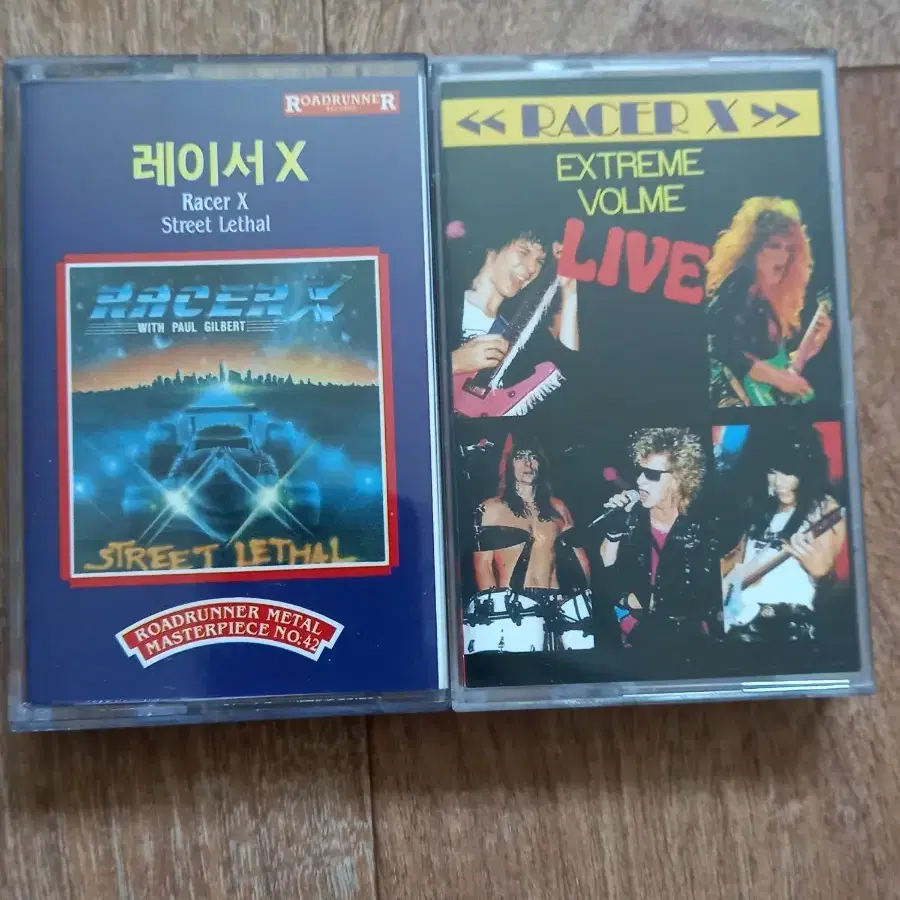 ROADRUNNER
RECORDS
레이서 X
Racer X
Street Lethal
RACER X
WITH PAUL GILBERT
STREET LETHAL
ROADRUNNER METAL
MASTERPIECE NO:42
<< RACER X >>
EXTREME
VOLME
LIVE